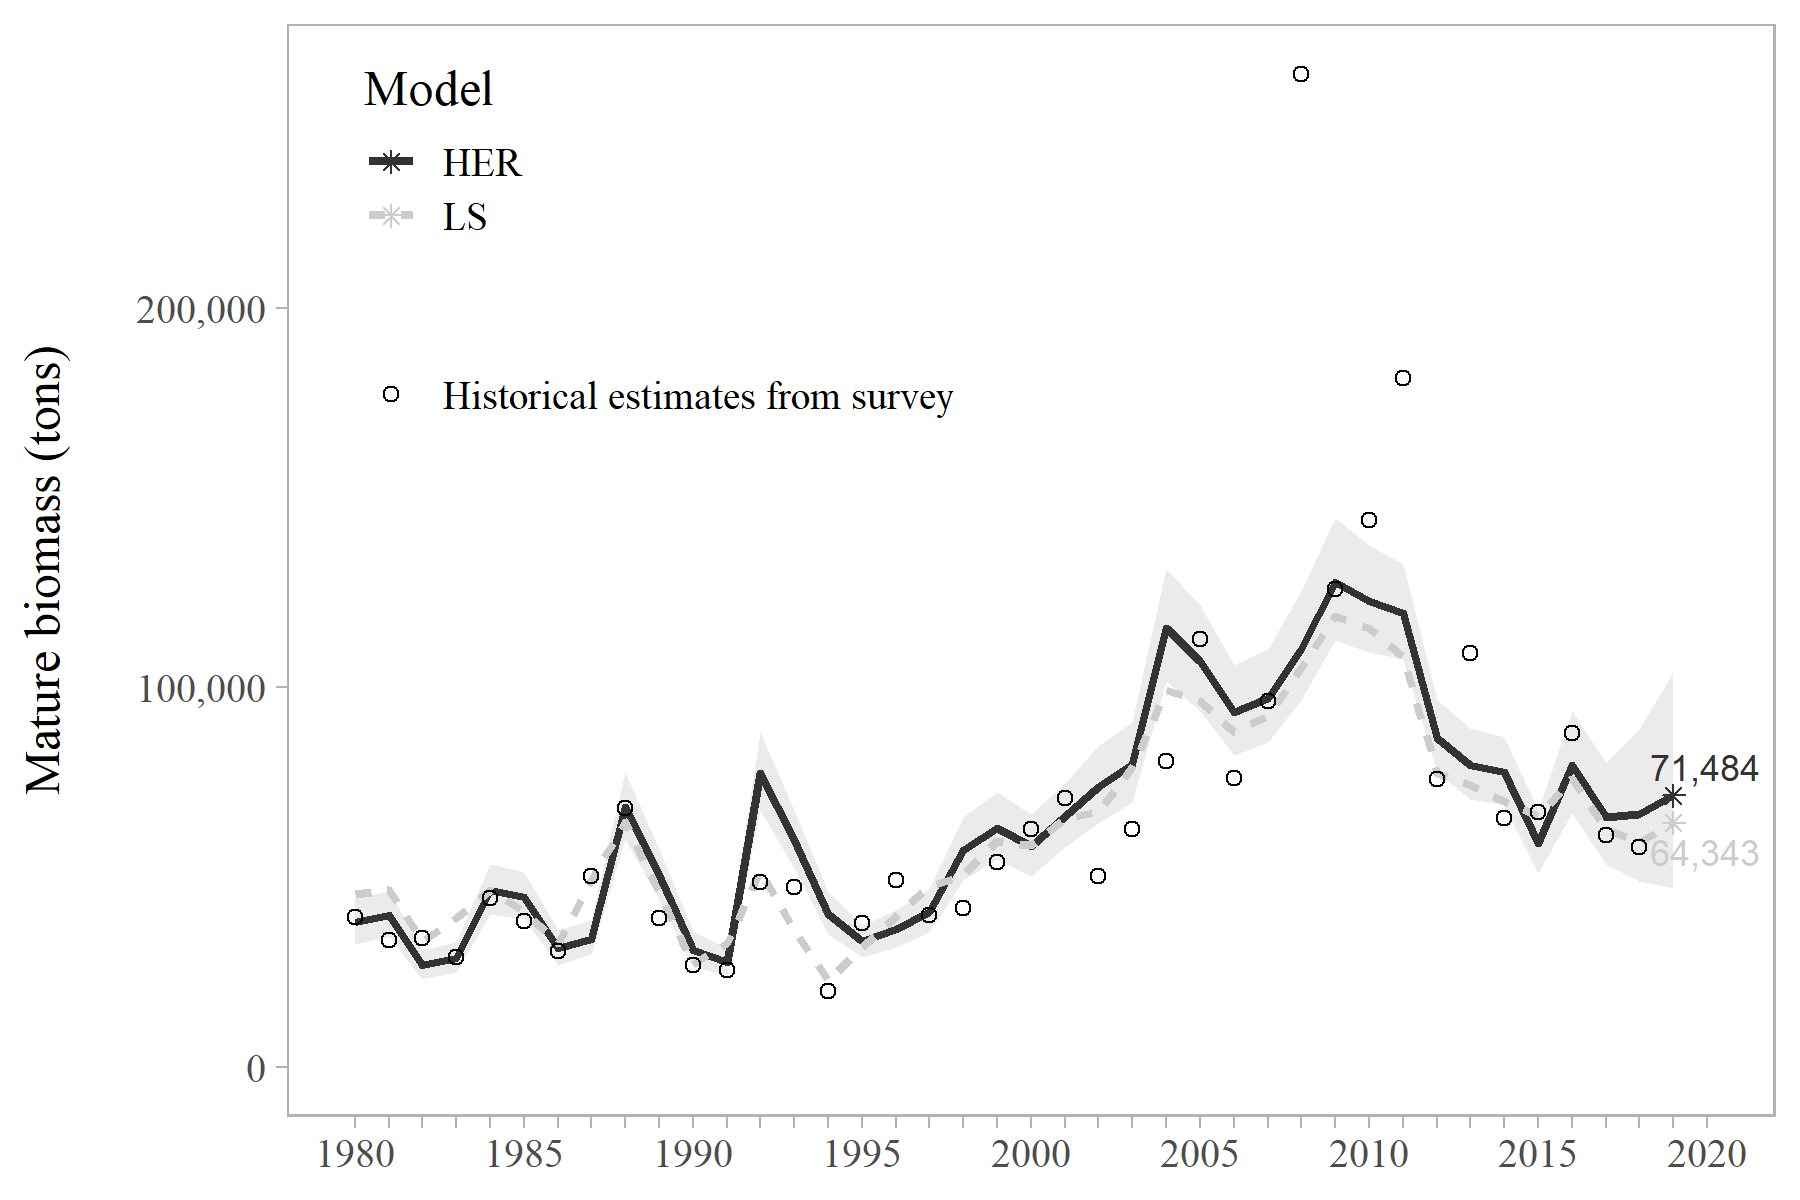 Model
HER
LS
Historical estimates from survey
Mature biomass (tons)
200,000
100,000
0
71,484
64,343
1980 1985 1990 1995 2000 2005 2010 2015 2020